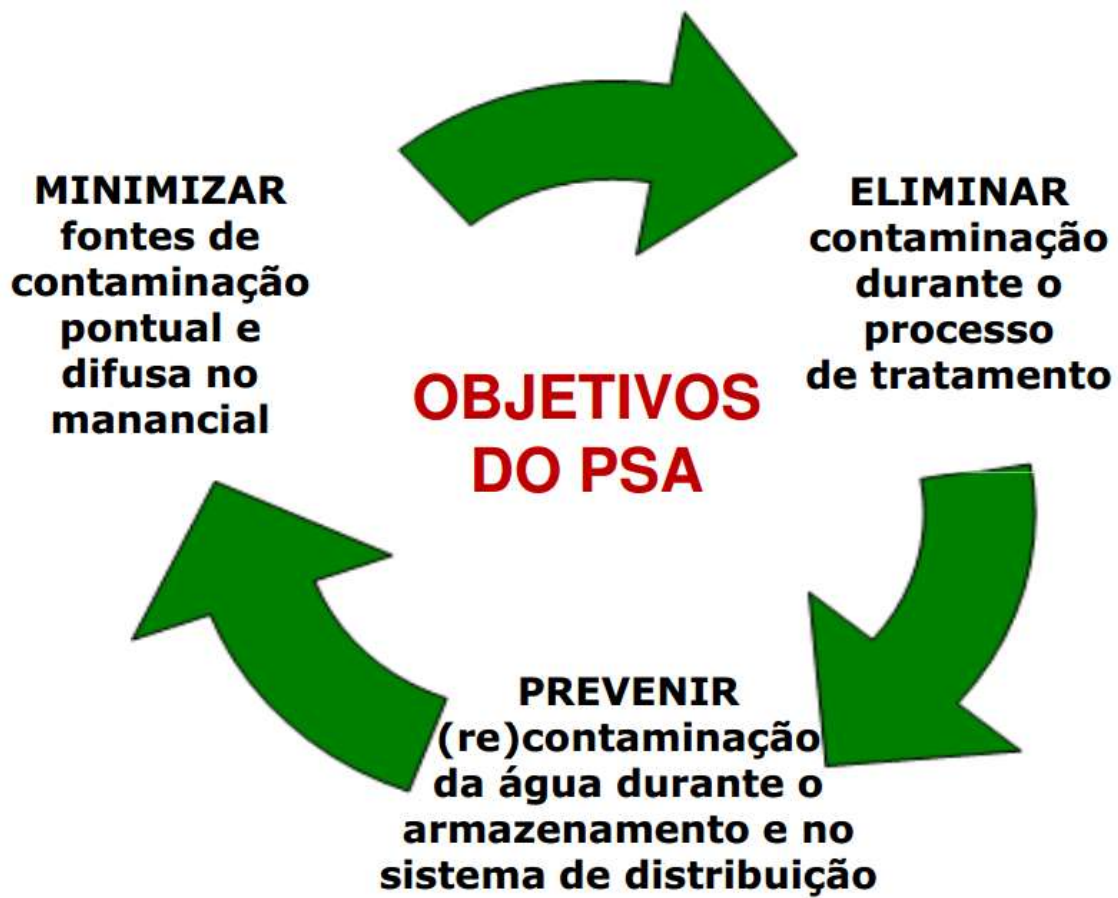 MINIMIZAR
fontes de
contaminação
pontual e
difusa no
manancial
ELIMINAR
contaminação
durante o
processo
de tratamento
OBJETIVOS
DO PSA
PREVENIR
(re)contaminação
da água durante o
armazenamento e no
sistema de distribuição